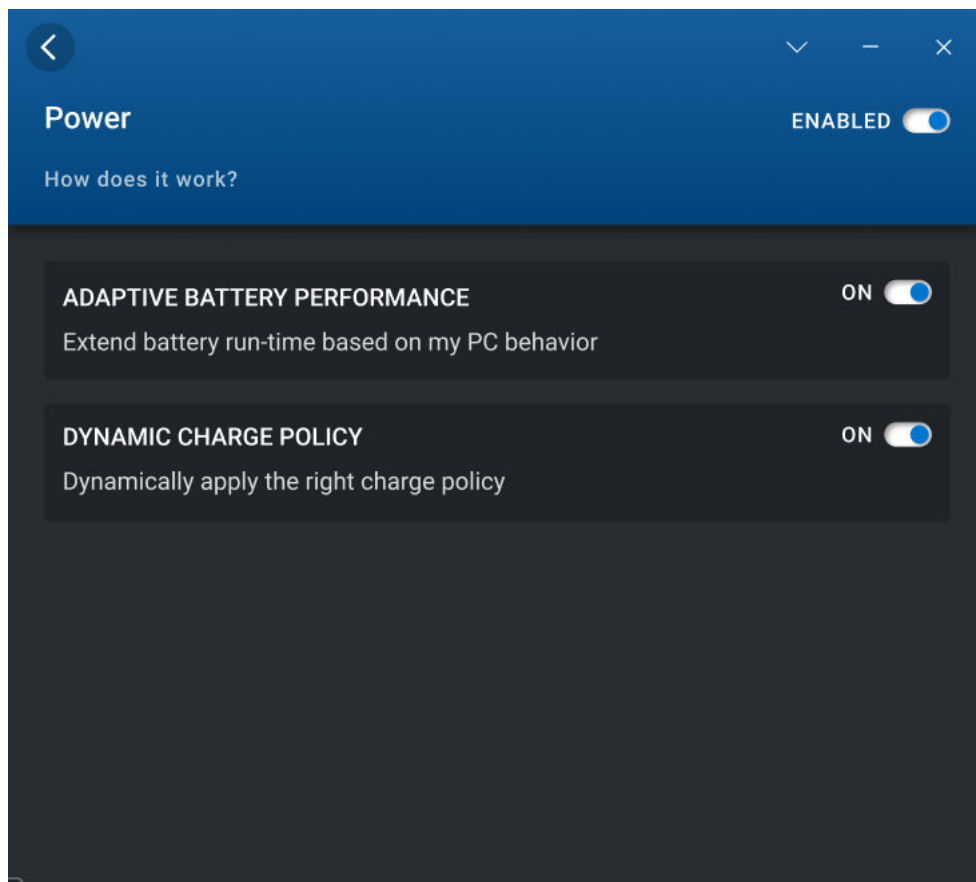 Power
ENABLED
How does it work?
ADAPTIVE BATTERY PERFORMANCE
ON
Extend battery run-time based on my PC behavior
DYNAMIC CHARGE POLICY
ON
Dynamically apply the right charge policy